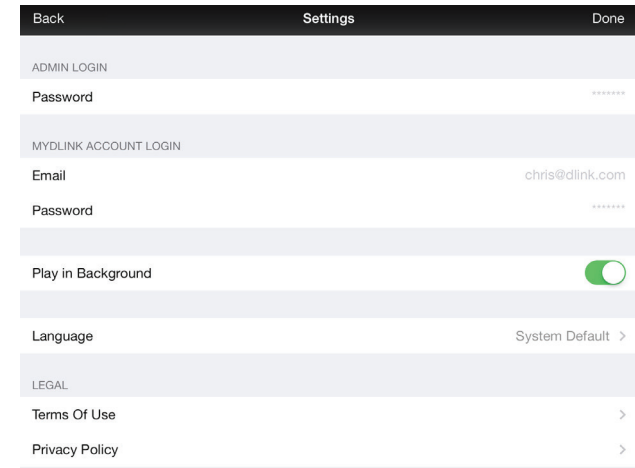 Back Settings Done
ADMIN LOGIN
Password *******
MYDLINK ACCOUNT LOGIN
Email chris@dlink.com
Password *******
Play in Background
Language System Default >
LEGAL
Terms Of Use >
Privacy Policy >